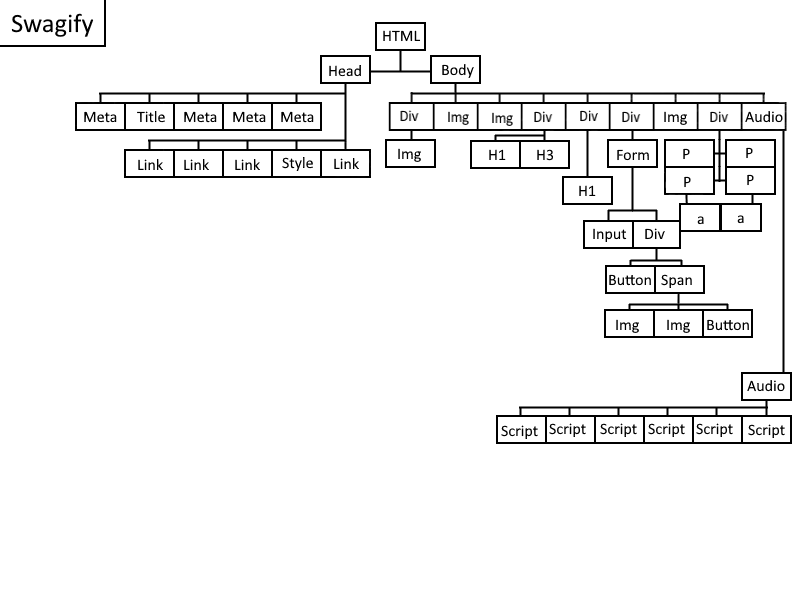 Swagify
HTML
Head Body
Meta Title Meta Meta Meta Div Img Img Div Div Div Img Div Audio
Link Link Link Style Link Img H1 H3 Form P P
P P
H1
a a
Input Div
Button Span
Img Img Button
Audio
Script Script Script Script Script Script